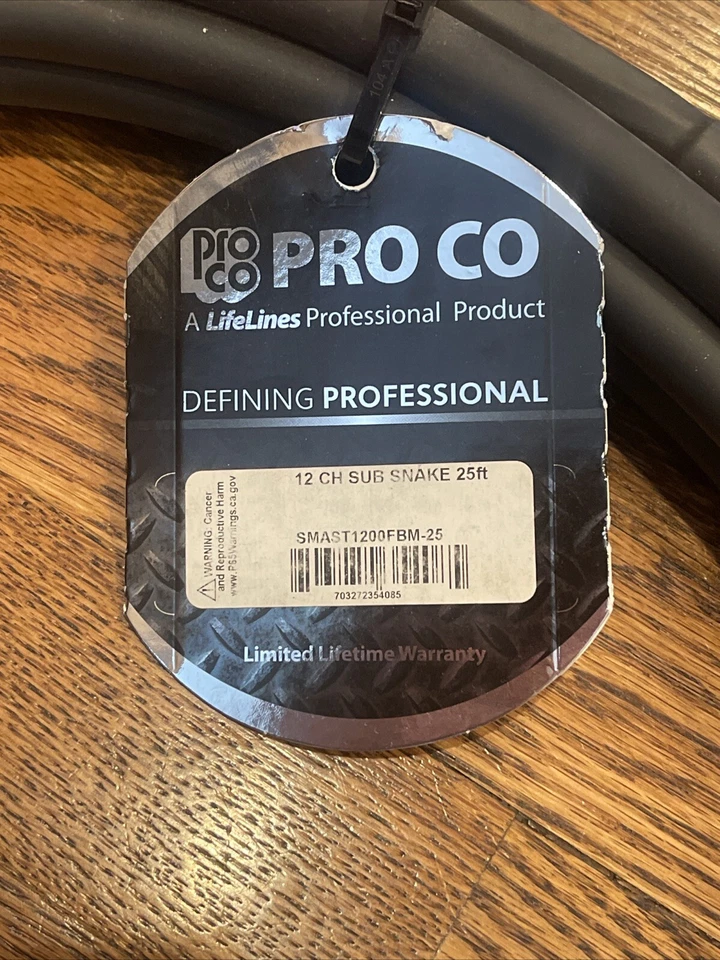 pro
co
PRO CO
A LifeLines Professional Product
DEFINING PROFESSIONAL
12 CH SUB SNAKE 25ft
SMAST1200FBM-25
703272354085
WARNING: Cancer
and Reproductive Harm
www.P65Warnings.ca.gov
Limited Lifetime Warranty